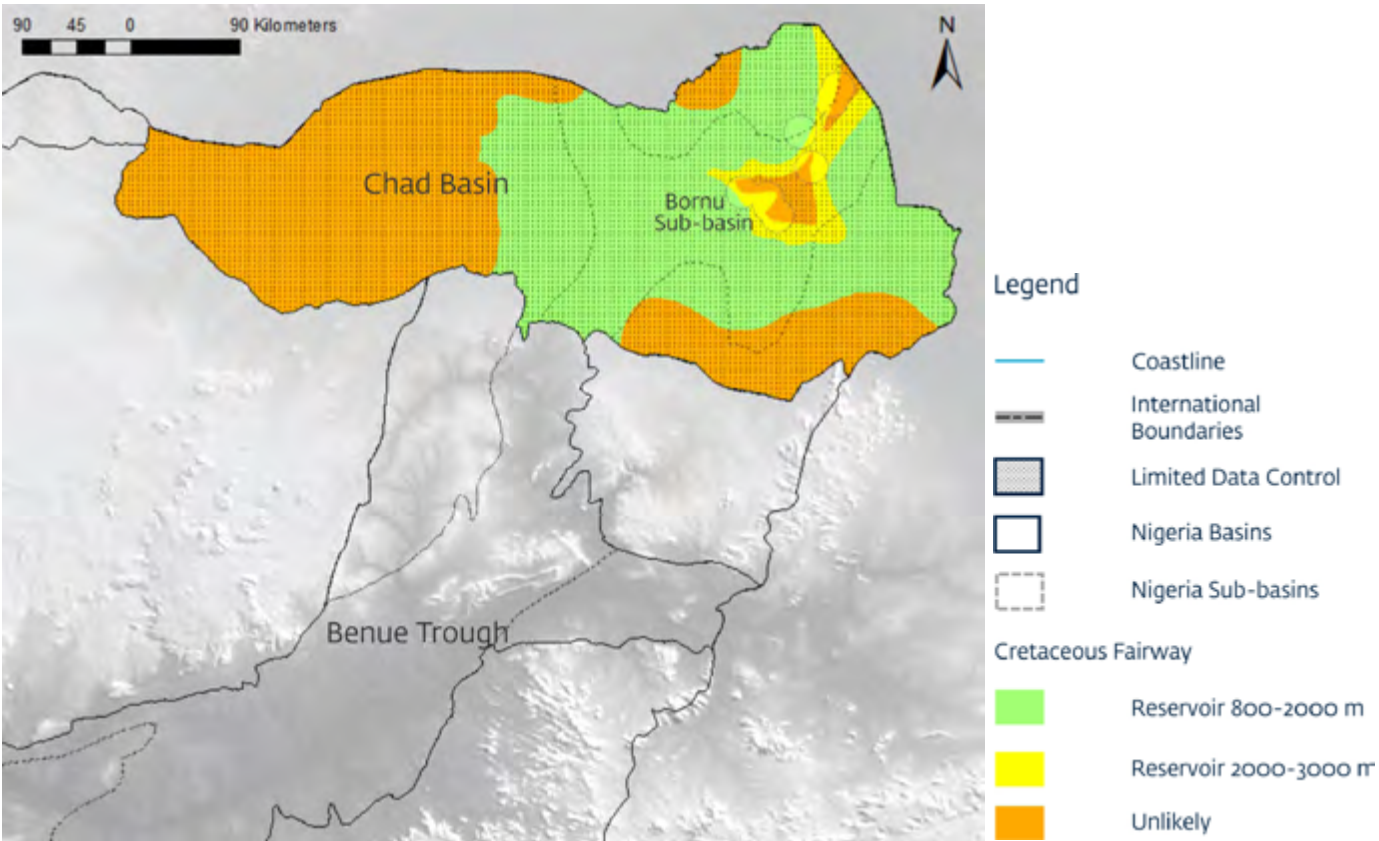 90 45 0 90 Kilometers
N
Chad Basin
Bornu
Sub-basin
Benue Trough
Legend
Coastline
International
Boundaries
Limited Data Control
Nigeria Basins
Nigeria Sub-basins
Cretaceous Fairway
Reservoir 800-2000 m
Reservoir 2000-3000 m
Unlikely